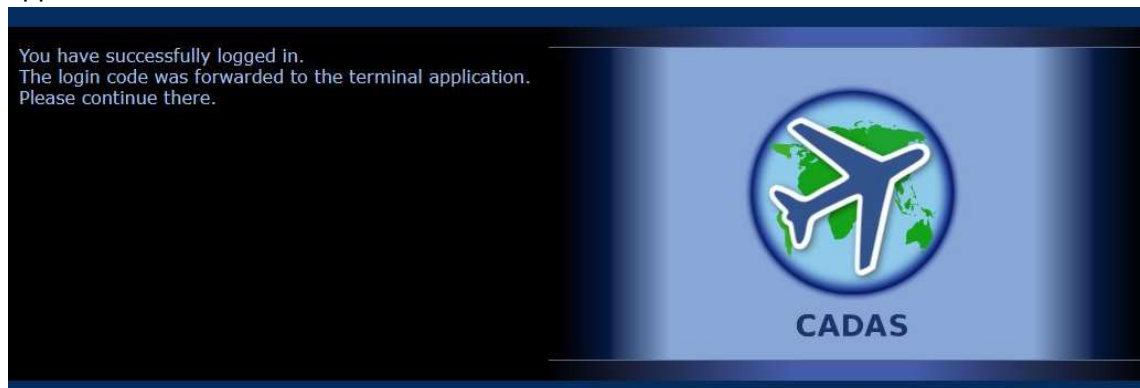 You have successfully logged in.
The login code was forwarded to the terminal application.
Please continue there.
CADAS